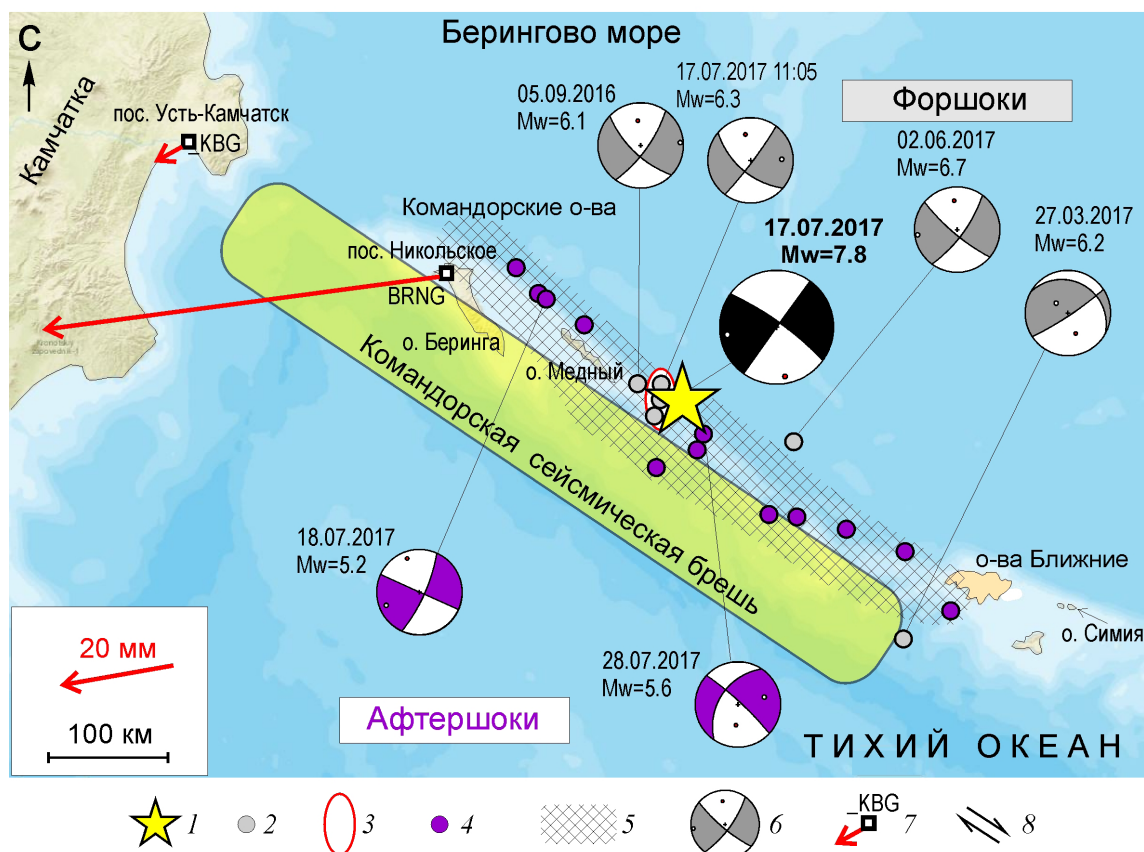 С
Берингово море
Камчатка
пос. Усть-Камчатск
_KBG
05.09.2016
Mw=6.1
17.07.2017 11:05
Mw=6.3
Форшоки
02.06.2017
Mw=6.7
27.03.2017
Mw=6.2
17.07.2017
Mw=7.8
Командорские о-ва
пос. Никольское
BRNG
о. Беринга
о. Медный
Командорская сейсмическая брешь
18.07.2017
Mw=5.2
о-ва Ближние
о. Симия
28.07.2017
Mw=5.6
20 мм
100 км
Афтершоки
ТИХИЙ ОКЕАН
1
2
3
4
5
6
_KBG
7
8